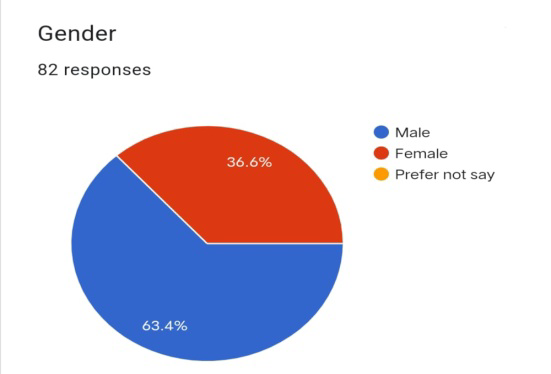 Gender
82 responses
Male
Female
Prefer not say
36.6%
63.4%